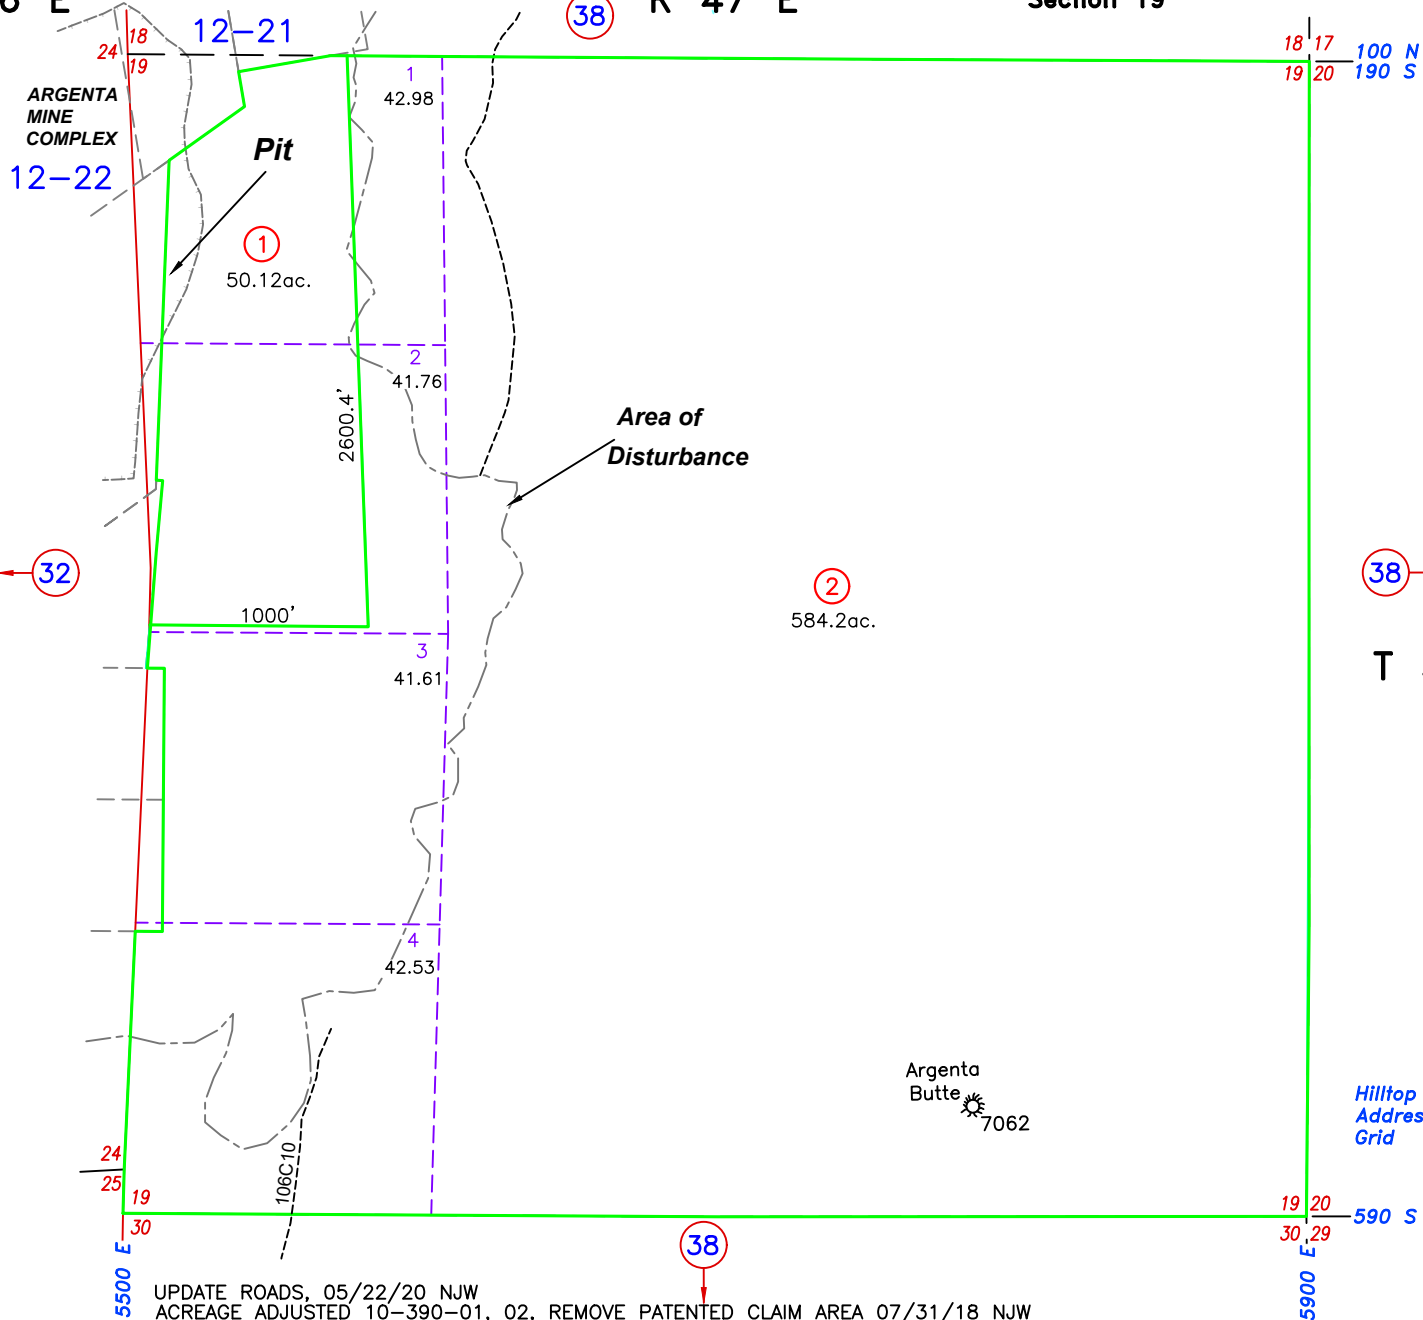 6 E
38
R 47 E
Section 19
18
24
19
12-21
18 17
19 20
100 N
190 S
ARGENTA
MINE
COMPLEX
12-22
Pit
1
42.98
1
50.12ac.
2
41.76
2600.4'
Area of
Disturbance
32
38
2
584.2ac.
1000'
3
41.61
T
4
42.53
Argenta
Butte
7062
Hilltop
Addres
Grid
106C10
24
25
19
30
19 20
30 29
590 S
38
5500 E
5900 E
UPDATE ROADS, 05/22/20 NJW
ACREAGE ADJUSTED 10-390-01, 02, REMOVE PATENTED CLAIM AREA 07/31/18 NJW